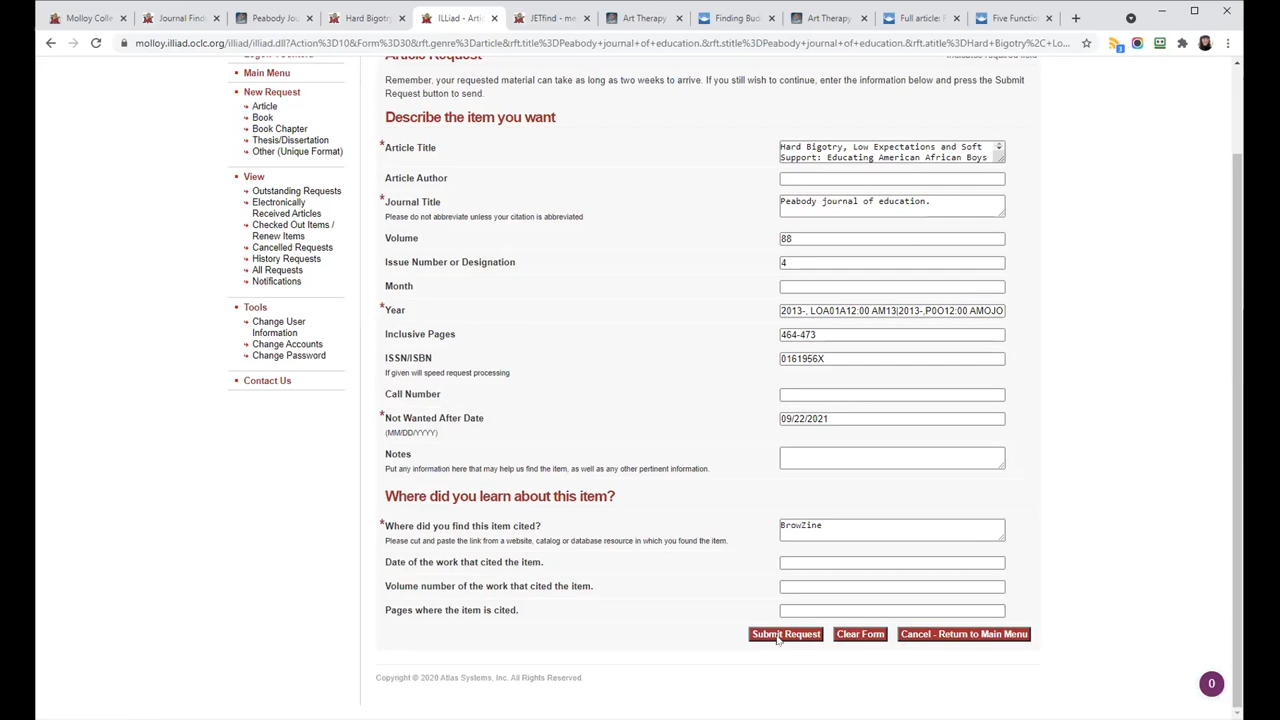 Molloy Colle
Journal Find
Peabody Jou
Hard Bigotry
ILLiad - Artic
JETfind - me
Art Therapy
Finding Bud
Art Therapy
Full article: F
Five Function
molloy.illiad.oclc.org/illiad/illiad.dll?Action%3D10&Form%3D30&rft.genre%3Darticle&rft.title%3DPeabody+journal+of+education.&rft.stitle%3DPeabody+journal+of+education.&rft.atitle%3DHard+Bigotry%2C+Lo...
Main Menu
New Request
Article
Book
Book Chapter
Thesis/Dissertation
Other (Unique Format)
View
Outstanding Requests
Electronically
Received Articles
Checked Out Items /
Renew Items
Cancelled Requests
History Requests
All Requests
Notifications
Tools
Change User
Information
Change Accounts
Change Password
Contact Us
Article Request
Remember, your requested material can take as long as two weeks to arrive. If you still wish to continue, enter the information below and press the Submit
Request button to send.
Describe the item you want
*Article Title
Hard Bigotry, Low Expectations and Soft
Support: Educating American African Boys
Article Author
*Journal Title
Please do not abbreviate unless your citation is abbreviated
Peabody journal of education.
Volume
88
Issue Number or Designation
4
Month
*Year
2013-, LOA01A12:00 AM13|2013-,P0O12:00 AMOJO
Inclusive Pages
464-473
ISSN/ISBN
If given will speed request processing
0161956X
Call Number
*Not Wanted After Date
(MM/DD/YYYY)
09/22/2021
Notes
Put any information here that may help us find the item, as well as any other pertinent information.
Where did you learn about this item?
*Where did you find this item cited?
Please cut and paste the link from a website, catalog or database resource in which you found the item.
BrowZine
Date of the work that cited the item.
Volume number of the work that cited the item.
Pages where the item is cited.
Submit Request
Clear Form
Cancel - Return to Main Menu
Copyright © 2020 Atlas Systems, Inc. All Rights Reserved.
0